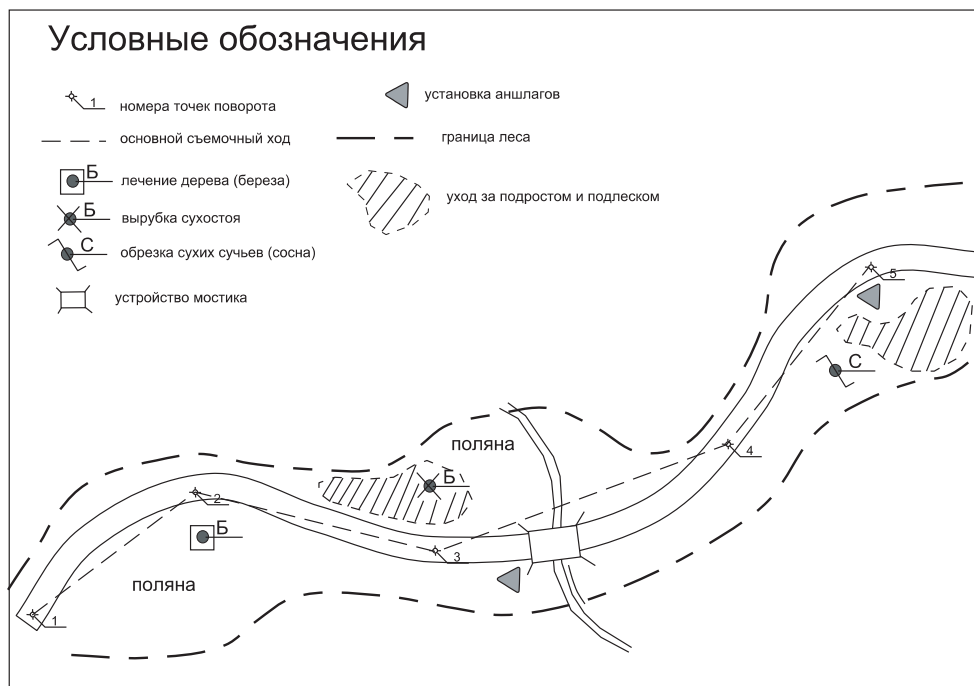 Условные обозначения
1
номера точек поворота
основной съемочный ход
Б
лечение дерева (береза)
Б
вырубка сухостоя
С
обрезка сухих сучьев (сосна)
устройство мостика
установка аншлагов
граница леса
уход за подростом и подлеском
5
С
поляна
4
Б
2
Б
3
поляна
1